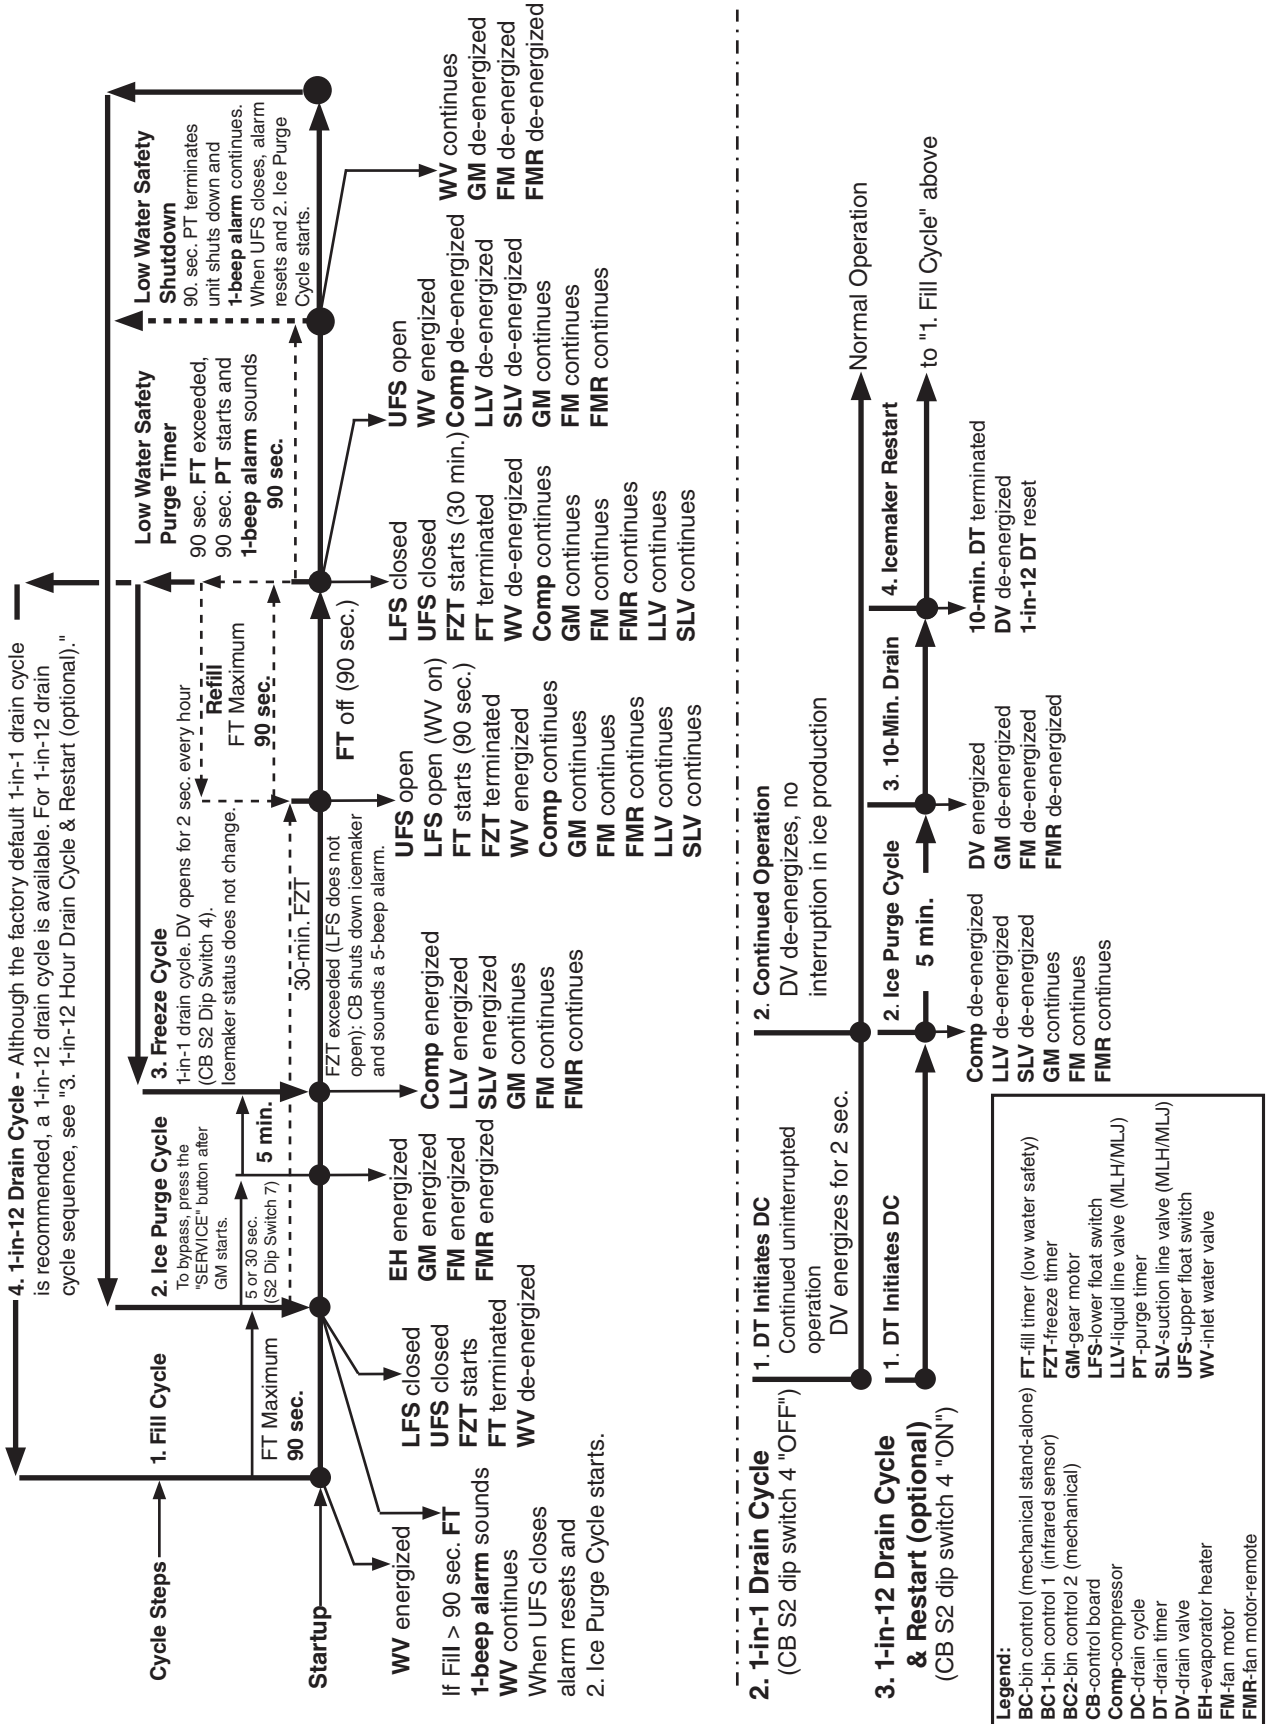 4. 1-in-12 Drain Cycle - Although the factory default 1-in-1 drain cycle
is recommended, a 1-in-12 drain cycle is available. For 1-in-12 drain
cycle sequence, see "3. 1-in-12 Hour Drain Cycle & Restart (optional)."
Cycle Steps
1. Fill Cycle
FT Maximum
90 sec.
2. Ice Purge Cycle
To bypass, press the
"SERVICE" button after
GM starts.
5 or 30 sec.
(S2 Dip Switch 7)
5 min.
3. Freeze Cycle
1-in-1 drain cycle. DV opens for 2 sec. every hour
(CB S2 Dip Switch 4).
Icemaker status does not change.
30-min. FZT
Refill
FT Maximum
90 sec.
Low Water Safety
Purge Timer
90 sec. FT exceeded,
90 sec. PT starts and
1-beep alarm sounds
90 sec.
Low Water Safety
Shutdown
90. sec. PT terminates
unit shuts down and
1-beep alarm continues.
When UFS closes, alarm
resets and 2. Ice Purge
Cycle starts.
Startup
FZT exceeded (LFS does not
open): CB shuts down icemaker
and sounds a 5-beep alarm.
FT off (90 sec.)
WV energized
If Fill > 90 sec. FT
1-beep alarm sounds
WV continues
When UFS closes
alarm resets and
2. Ice Purge Cycle starts.
LFS closed
UFS closed
FZT starts
FT terminated
WV de-energized
EH energized
GM energized
FM energized
FMR energized
Comp energized
LLV energized
SLV energized
GM continues
FM continues
FMR continues
UFS open
LFS open (WV on)
FT starts (90 sec.)
FZT terminated
WV energized
Comp continues
GM continues
FM continues
FMR continues
LLV continues
SLV continues
LFS closed
UFS closed
FZT starts (30 min.)
FT terminated
WV de-energized
Comp continues
GM continues
FM continues
FMR continues
LLV continues
SLV continues
UFS open
WV energized
Comp de-energized
LLV de-energized
SLV de-energized
GM continues
FM continues
FMR continues
WV continues
GM de-energized
FM de-energized
FMR de-energized
2. 1-in-1 Drain Cycle
(CB S2 dip switch 4 "OFF")
1. DT Initiates DC
Continued uninterrupted
operation
DV energizes for 2 sec.
2. Continued Operation
DV de-energizes, no
interruption in ice production
Normal Operation
3. 1-in-12 Drain Cycle
& Restart (optional)
(CB S2 dip switch 4 "ON")
1. DT Initiates DC
2. Ice Purge Cycle
5 min.
3. 10-Min. Drain
4. Icemaker Restart
to "1. Fill Cycle" above
Comp de-energized
LLV de-energized
SLV de-energized
GM continues
FM continues
FMR continues
DV energized
GM de-energized
FM de-energized
FMR de-energized
10-min. DT terminated
DV de-energized
1-in-12 DT reset
Legend:
BC-bin control (mechanical stand-alone)
BC1-bin control 1 (infrared sensor)
BC2-bin control 2 (mechanical)
CB-control board
Comp-compressor
DC-drain cycle
DT-drain timer
DV-drain valve
EH-evaporator heater
FM-fan motor
FMR-fan motor-remote
FT-fill timer (low water safety)
FZT-freeze timer
GM-gear motor
LFS-lower float switch
LLV-liquid line valve (MLH/MLJ)
PT-purge timer
SLV-suction line valve (MLH/MLJ)
UFS-upper float switch
WV-inlet water valve